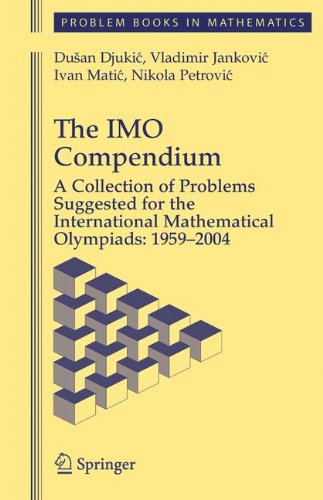 PROBLEM BOOKS IN MATHEMATICS
Dušan Djukić, Vladimir Janković
Ivan Matić, Nikola Petrović
The IMO
Compendium
A Collection of Problems
Suggested for the
International Mathematical
Olympiads: 1959–2004
Springer